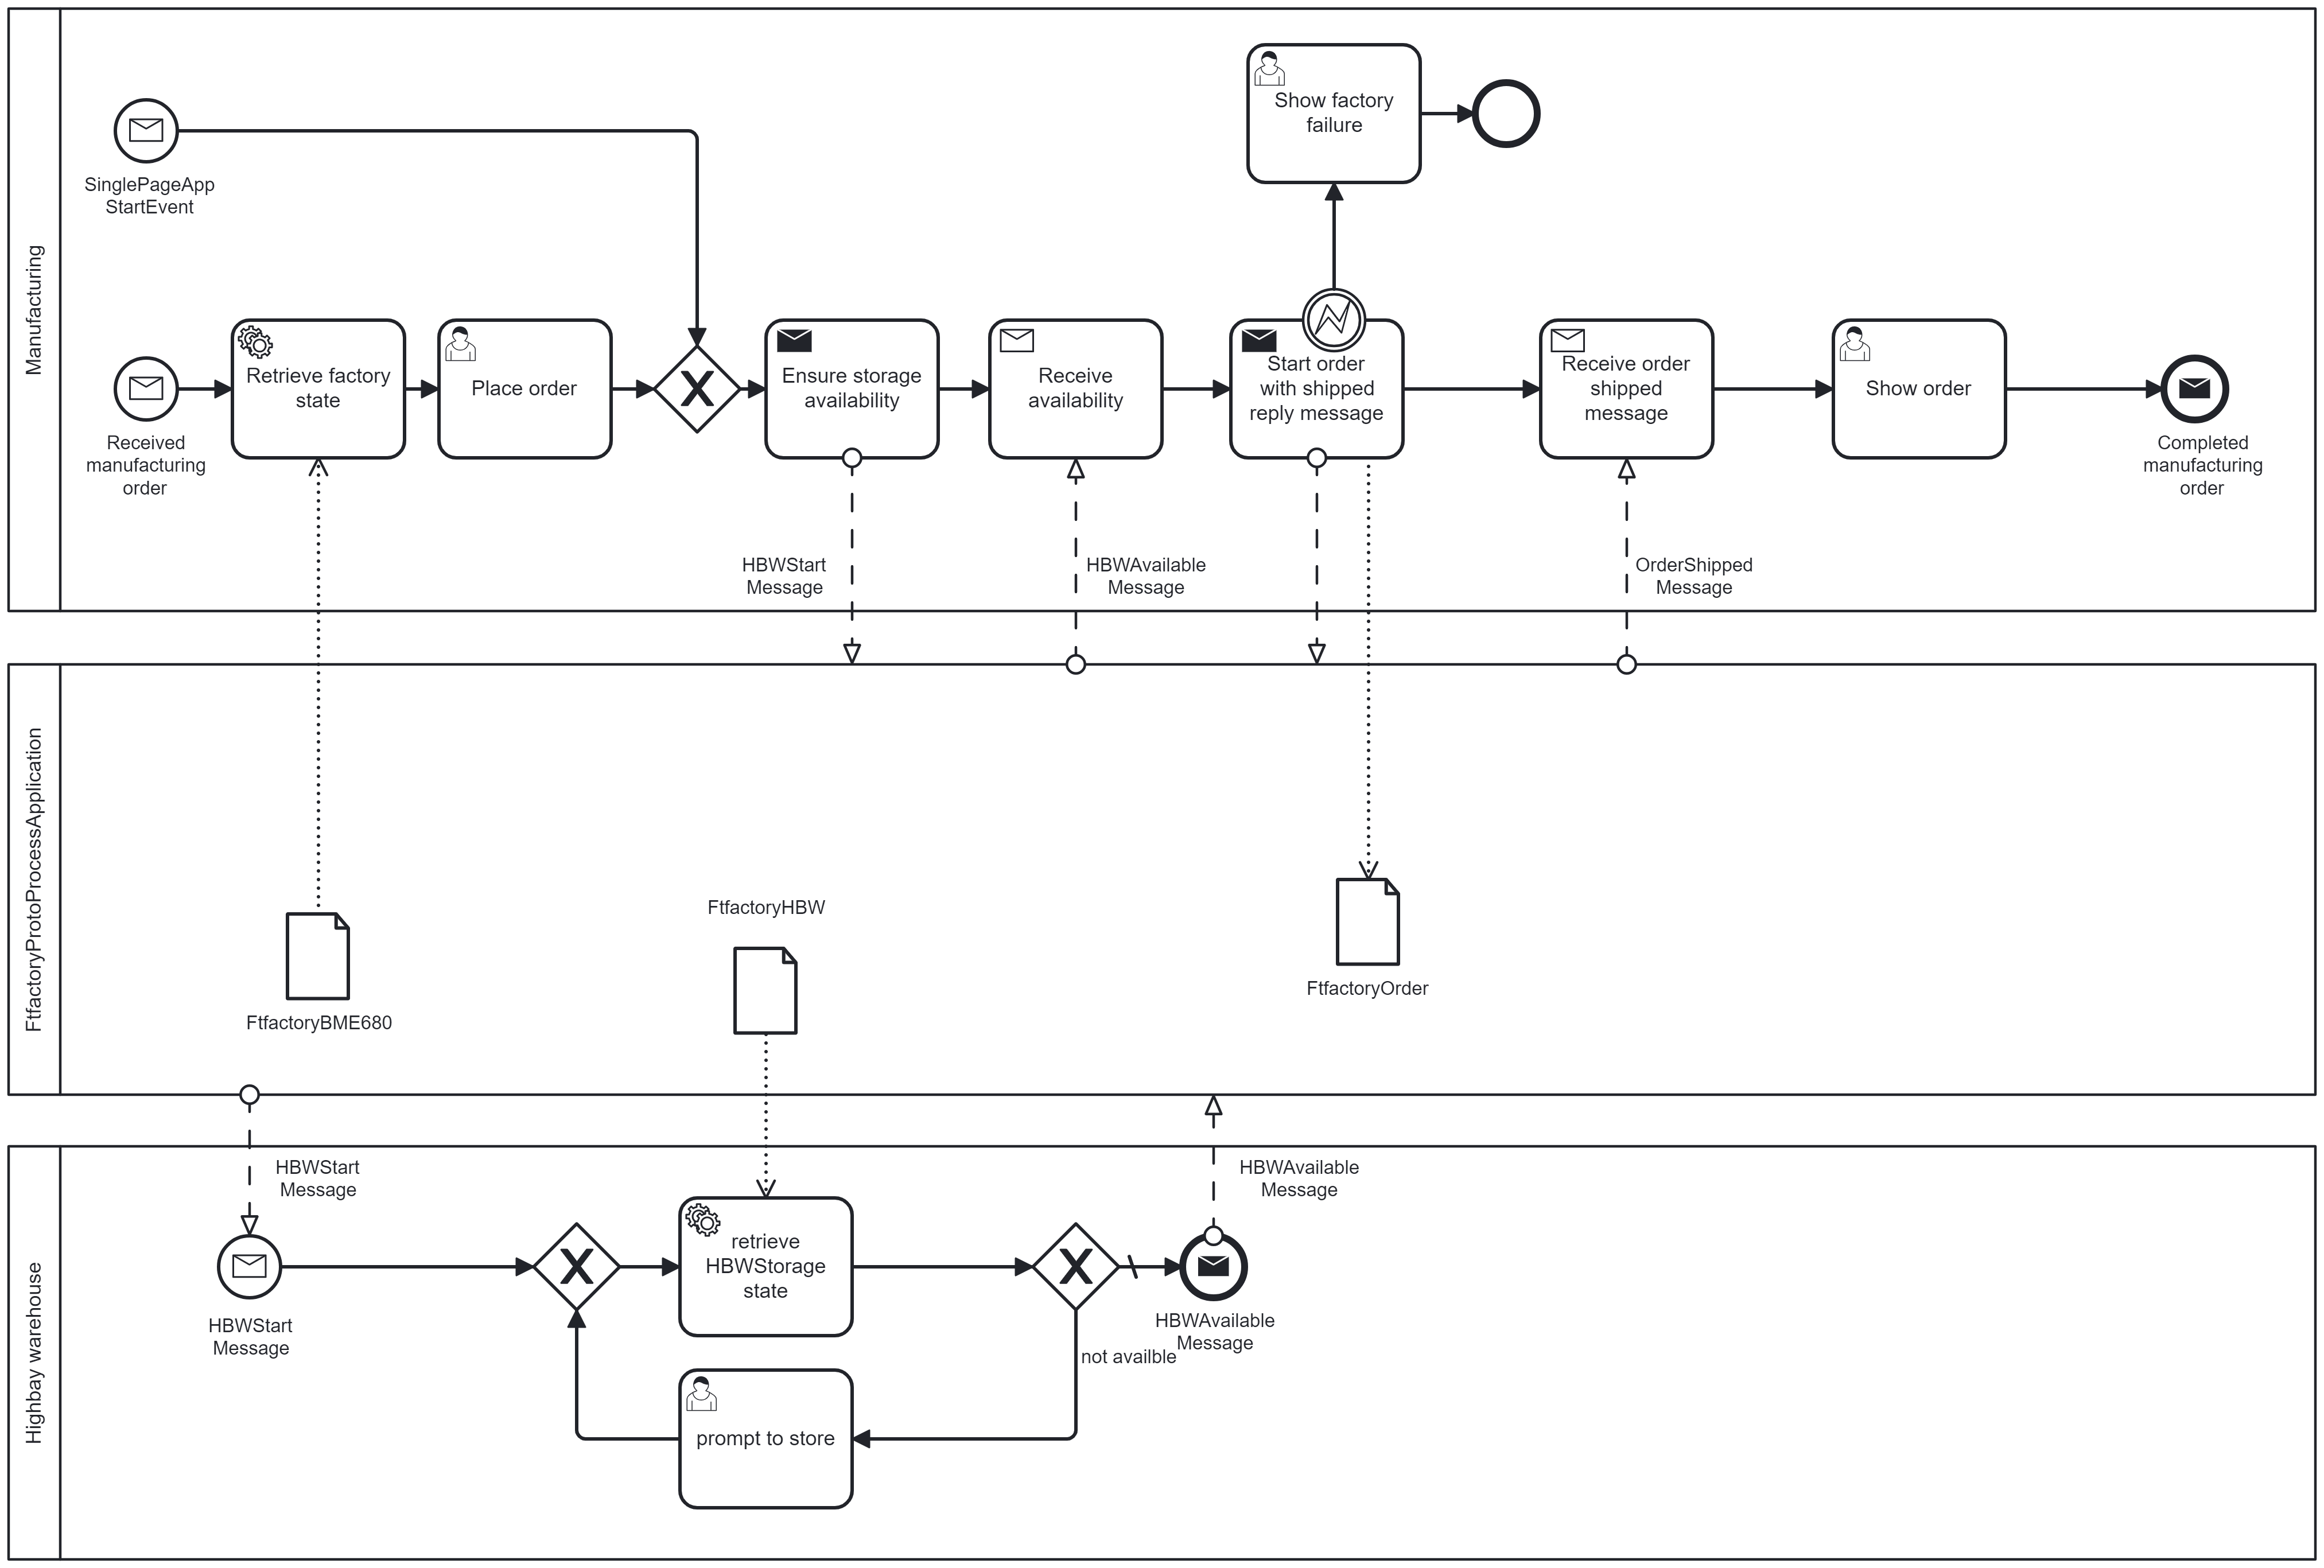 Manufacturing
SinglePageApp
StartEvent
Show factory
failure
Received
manufacturing
order
Retrieve factory
state
Place order
X
Ensure storage
availability
Receive
availability
Start order
with shipped
reply message
Receive order
shipped
message
Show order
Completed
manufacturing
order
HBWStart
Message
HBWAvailable
Message
OrderShipped
Message
FtfactoryProtoProcessApplication
FtfactoryBME680
FtfactoryHBW
FtfactoryOrder
Highbay warehouse
HBWStart
Message
HBWAvailable
Message
HBWStart
Message
X
retrieve
HBWStorage
state
X
HBWAvailable
Message
not availble
prompt to store